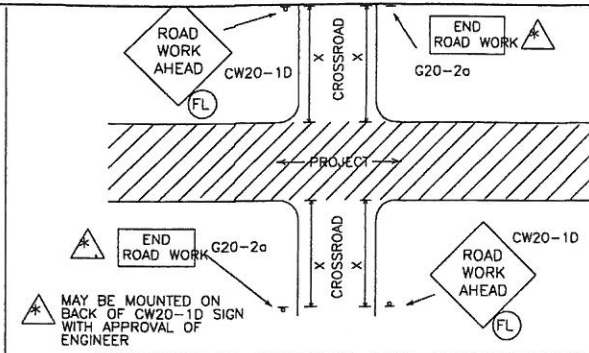 ROAD
WORK
AHEAD
FL
CW20-1D
X
CROSSROAD
X
END
ROAD WORK
*
G20-2a
PROJECT
*
END
ROAD WORK
G20-2a
X
CROSSROAD
X
CW20-1D
ROAD
WORK
AHEAD
FL
* MAY BE MOUNTED ON
BACK OF CW20-1D SIGN
WITH APPROVAL OF
ENGINEER